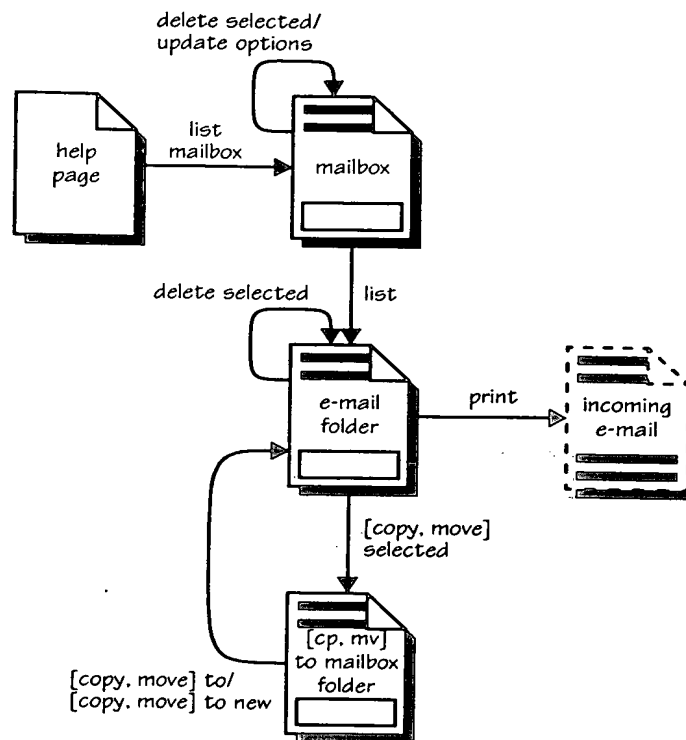 delete selected/
update options
help
page
list
mailbox
mailbox
delete selected
list
e-mail
folder
print
incoming
e-mail
[copy, move]
selected
[cp, mv]
to mailbox
folder
[copy, move] to/
[copy, move] to new